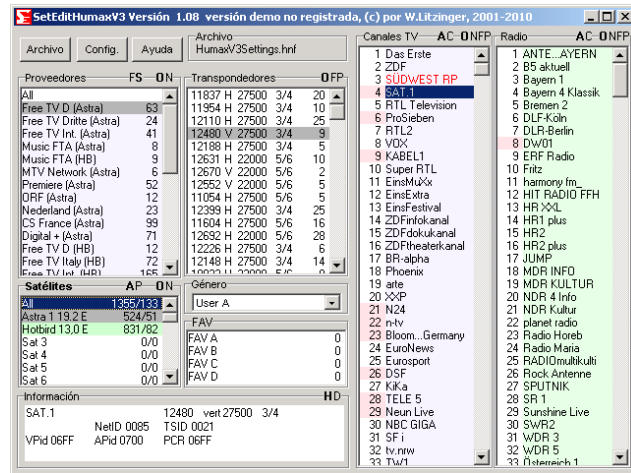 SetEditHumaxV3 Versión 1.08 versión demo no registrada, (c) por W.Litzinger, 2001-2010
Archivo
Config.
Ayuda
Archivo
HumaxV3Settings.hnf
Proveedores FS ON
All
Free TV D (Astra) 63
Free TV Dritte (Astra) 24
Free TV Int. (Astra) 41
Music FTA (Astra) 8
Music FTA (HB) 9
MTV Network (Astra) 6
Premiere (Astra) 52
ORF (Astra) 12
Nederland (Astra) 23
CS France (Astra) 99
Digital + (Astra) 71
Free TV D (HB) 12
Free TV Italy (HB) 72
Free TV Int. (HB) 165
Transpondedores OFP
11837 H 27500 3/4 20
11954 H 27500 3/4 10
12110 H 27500 3/4 25
12480 V 27500 3/4 9
12188 H 27500 3/4 5
12631 H 22000 5/6 10
12670 V 22000 5/6 2
12552 V 22000 5/6 5
11054 H 27500 5/6 5
12399 H 27500 3/4 25
11604 H 27500 5/6 16
12692 H 22000 5/6 28
12226 H 27500 3/4 6
12148 H 27500 3/4 14
Satélites AP ON
All 1355/133
Astra 1 19.2 E 524/51
Hotbird 13,0 E 831/82
Sat 3 0/0
Sat 4 0/0
Sat 5 0/0
Sat 6 0/0
Género
User A
FAV
FAV A 0
FAV B 0
FAV C 0
FAV D 0
Información HD
SAT.1 12480 vert 27500 3/4
NetID 0085 TSID 0021
VPid 06FF APid 0700 PCR 06FF
Canales TV AC ONFP
1 Das Erste
2 ZDF
3 SÜDWEST RP
4 SAT.1
5 RTL Television
6 ProSieben
7 RTL2
8 VOX
9 KABEL1
10 Super RTL
11 EinsMuXx
12 EinsExtra
13 EinsFestival
14 ZDFinfokanal
15 ZDFdokukanal
16 ZDFtheaterkanal
17 BR-alpha
18 Phoenix
19 arte
20 XXP
21 N24
22 n-tv
23 Bloom...Germany
24 EuroNews
25 Eurosport
26 DSF
27 KiKa
28 TELE 5
29 Neun Live
30 NBC GIGA
31 SF i
32 tv.nrw
33 TW1
Radio AC ONFP
1 ANTE...AYERN
2 B5 aktuell
3 Bayern 1
4 Bayern 4 Klassik
5 Bremen 2
6 DLF-Köln
7 DLR-Berlin
8 DW01
9 ERF Radio
10 Fritz
11 harmony fm_
12 HIT RADIO FFH
13 HR XXL
14 HR1 plus
15 HR2
16 HR2 plus
17 JUMP
18 MDR INFO
19 MDR KULTUR
20 NDR 4 Info
21 NDR Kultur
22 planet radio
23 Radio Horeb
24 Radio Maria
25 RADIOmultikulti
26 Rock Antenne
27 SPUTNIK
28 SR 1
29 Sunshine Live
30 SWR2
31 WDR 3
32 WDR 5
33 Österreich 1